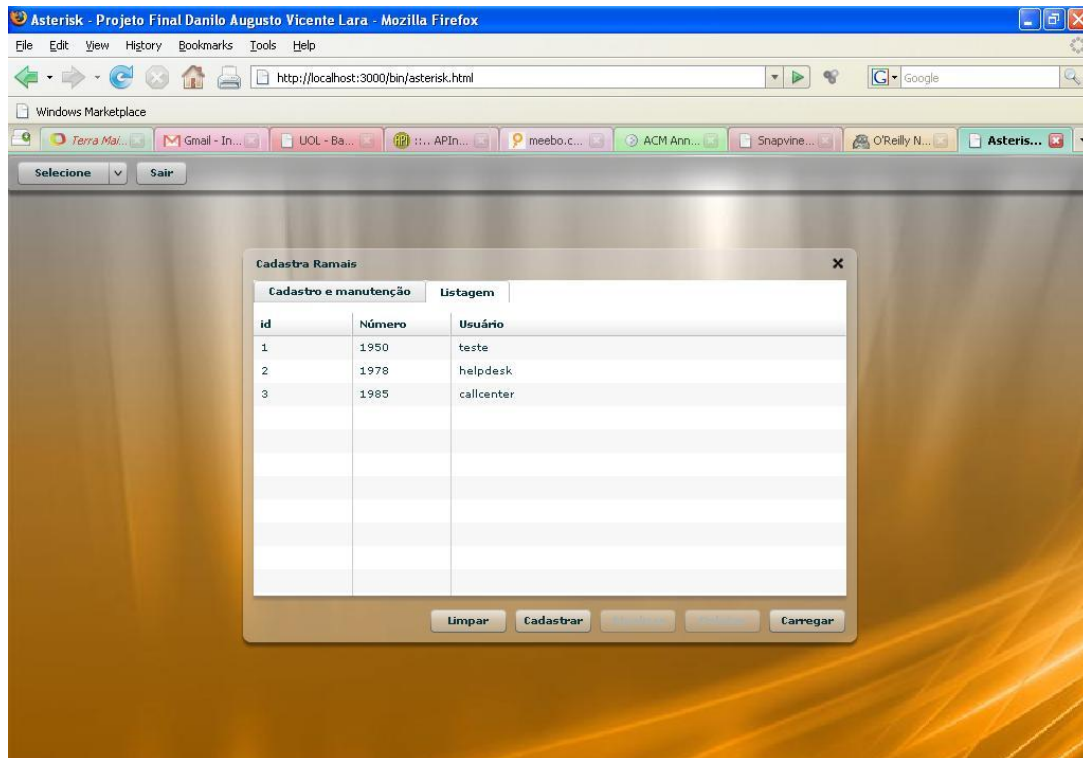 Asterisk - Projeto Final Danilo Augusto Vicente Lara - Mozilla Firefox
File Edit View History Bookmarks Tools Help
http://localhost:3000/bin/asterisk.html
G Google
Windows Marketplace
Terra Mai... Gmail - In... UOL - Ba... API ::.. APIn... meebo.c... ACM Ann... Snapvine... O'Reilly N... Asteris...
Selecione Sair
Cadastra Ramais
Cadastro e manutenção Listagem
id Número Usuário
1 1950 teste
2 1978 helpdesk
3 1985 callcenter
Limpar Cadastrar Carregar